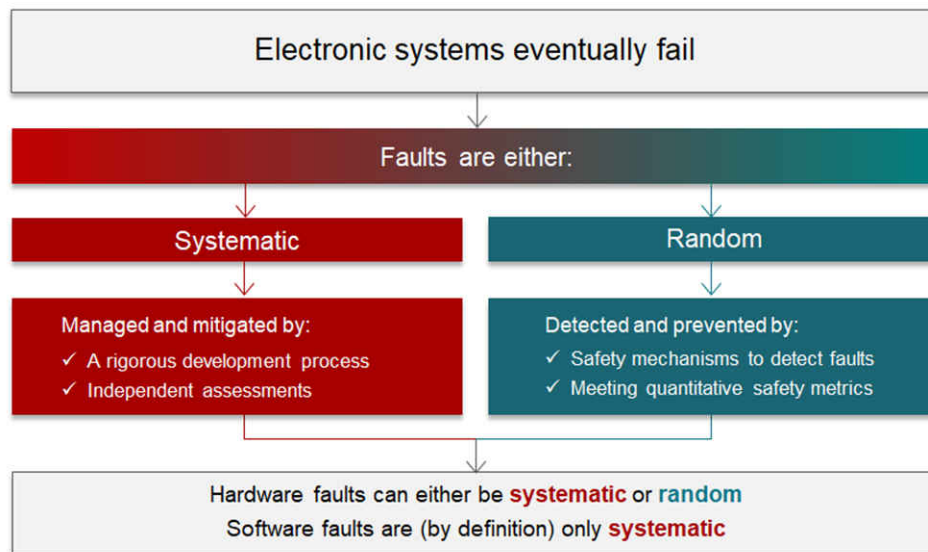 Electronic systems eventually fail
Faults are either:
Systematic
Random
Managed and mitigated by:
✓ A rigorous development process
✓ Independent assessments
Detected and prevented by:
✓ Safety mechanisms to detect faults
✓ Meeting quantitative safety metrics
Hardware faults can either be systematic or random
Software faults are (by definition) only systematic